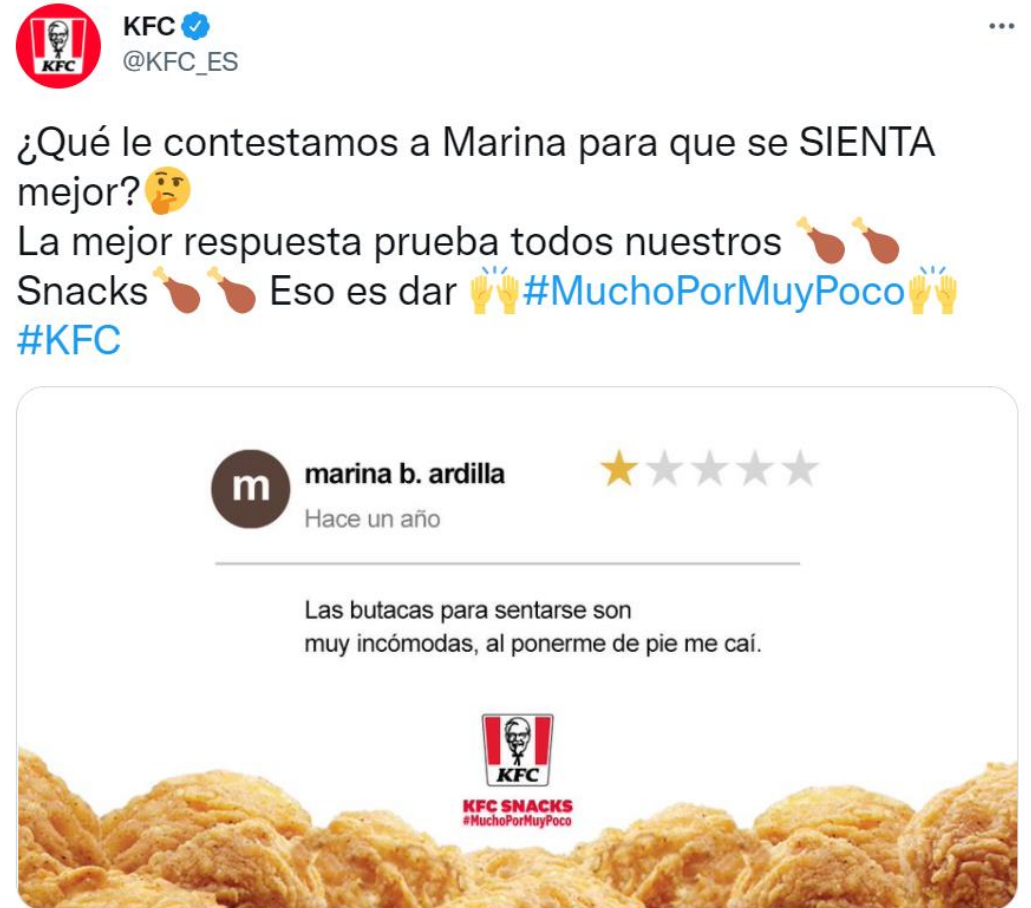 KFC
KFC
@KFC_ES
¿Qué le contestamos a Marina para que se SIENTA
mejor?🤔
La mejor respuesta prueba todos nuestros 🍗🍗
Snacks🍗🍗 Eso es dar 🙌#MuchoPorMuyPoco🙌
#KFC
m
marina b. ardilla
Hace un año
Las butacas para sentarse son
muy incómodas, al ponerme de pie me caí.
KFC
KFC SNACKS
#MuchoPorMuyPoco